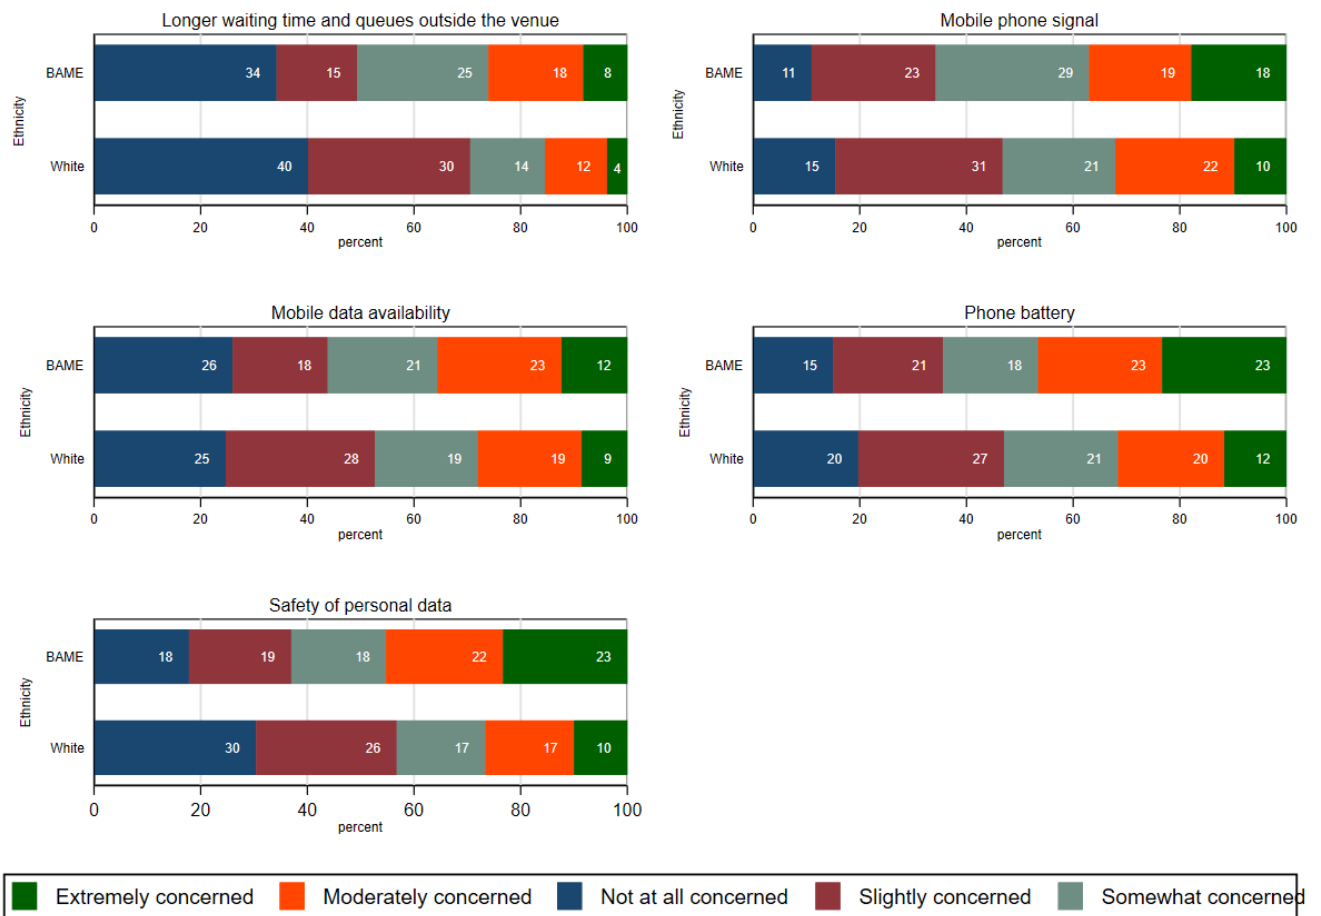 Longer waiting time and queues outside the venue
Ethnicity
BAME 34 15 25 18 8
White 40 30 14 12 4
0 20 40 60 80 100
percent
Mobile phone signal
Ethnicity
BAME 11 23 29 19 18
White 15 31 21 22 10
0 20 40 60 80 100
percent
Mobile data availability
Ethnicity
BAME 26 18 21 23 12
White 25 28 19 19 9
0 20 40 60 80 100
percent
Phone battery
Ethnicity
BAME 15 21 18 23 23
White 20 27 21 20 12
0 20 40 60 80 100
percent
Safety of personal data
Ethnicity
BAME 18 19 18 22 23
White 30 26 17 17 10
0 20 40 60 80 100
percent
Extremely concerned Moderately concerned Not at all concerned Slightly concerned Somewhat concerned